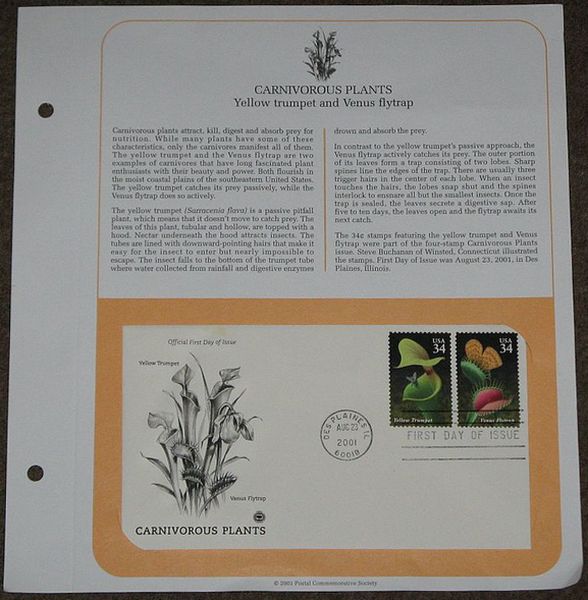 CARNIVOROUS PLANTS
Yellow trumpet and Venus flytrap
Carnivorous plants attract, kill, digest and absorb prey for
nutrition. While many plants have some of these
characteristics, only the carnivores manifest all of them.
The yellow trumpet and the Venus flytrap are two
examples of carnivores that have long fascinated plant
enthusiasts with their beauty and power. Both flourish in
the moist coastal plains of the southeastern United States.
The yellow trumpet catches its prey passively, while the
Venus flytrap does so actively.
The yellow trumpet (Sarracenia flava) is a passive pitfall
plant, which means that it doesn't move to catch prey. The
leaves of this plant, tubular and hollow, are topped with a
hood. Nectar underneath the hood attracts insects. The
tubes are lined with downward-pointing hairs that make it
easy for the insect to enter but nearly impossible to
escape. The insect falls to the bottom of the trumpet tube
where water collected from rainfall and digestive enzymes
drown and absorb the prey.
In contrast to the yellow trumpet's passive approach, the
Venus flytrap actively catches its prey. The outer portion
of its leaves form a trap consisting of two lobes. Sharp
spines line the edges of the trap. There are usually three
trigger hairs in the center of each lobe. When an insect
touches the hairs, the lobes snap shut and the spines
interlock to ensnare all but the smallest insects. Once the
trap is sealed, the leaves secrete a digestive sap. After
five to ten days, the leaves open and the flytrap awaits its
next catch.
The 34¢ stamps featuring the yellow trumpet and Venus
flytrap were part of the four-stamp Carnivorous Plants
issue. Steve Buchanan of Winsted, Connecticut illustrated
the stamps. First Day of Issue was August 23, 2001, in Des
Plaines, Illinois.
Official First Day of Issue
Yellow Trumpet
Venus Flytrap
CARNIVOROUS PLANTS
USA
34
Yellow Trumpet
USA
34
Venus Flytrap
DES PLAINES IL
AUG 23
2001
60018
FIRST DAY OF ISSUE
© 2001 Postal Commemorative Society